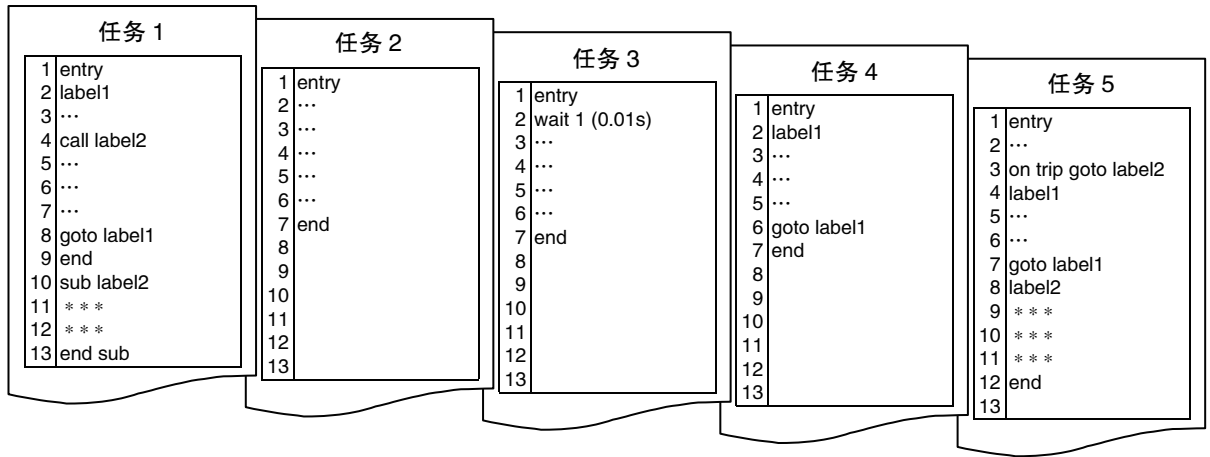 任务 1
1 entry
2 label1
3 …
4 call label2
5 …
6 …
7 …
8 goto label1
9 end
10 sub label2
11 ***
12 ***
13 end sub
任务 2
1 entry
2 …
3 …
4 …
5 …
6 …
7 end
8
9
10
11
12
13
任务 3
1 entry
2 wait 1 (0.01s)
3 …
4 …
5 …
6 …
7 end
8
9
10
11
12
13
任务 4
1 entry
2 label1
3 …
4 …
5 …
6 goto label1
7 end
8
9
10
11
12
13
任务 5
1 entry
2 …
3 on trip goto label2
4 label1
5 …
6 …
7 goto label1
8 label2
9 ***
10 ***
11 ***
12 end
13